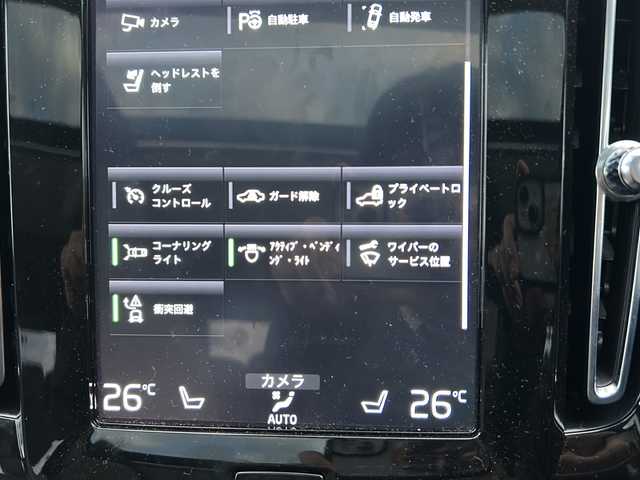 カメラ
自動駐車
自動発車
ヘッドレストを
倒す
クルーズ
コントロール
ガード解除
プライベートロ
ック
コーナリング
ライト
アクティブ・ベンディ
ング・ライト
ワイパーの
サービス位置
衝突回避
カメラ
26°C
AUTO
26°C